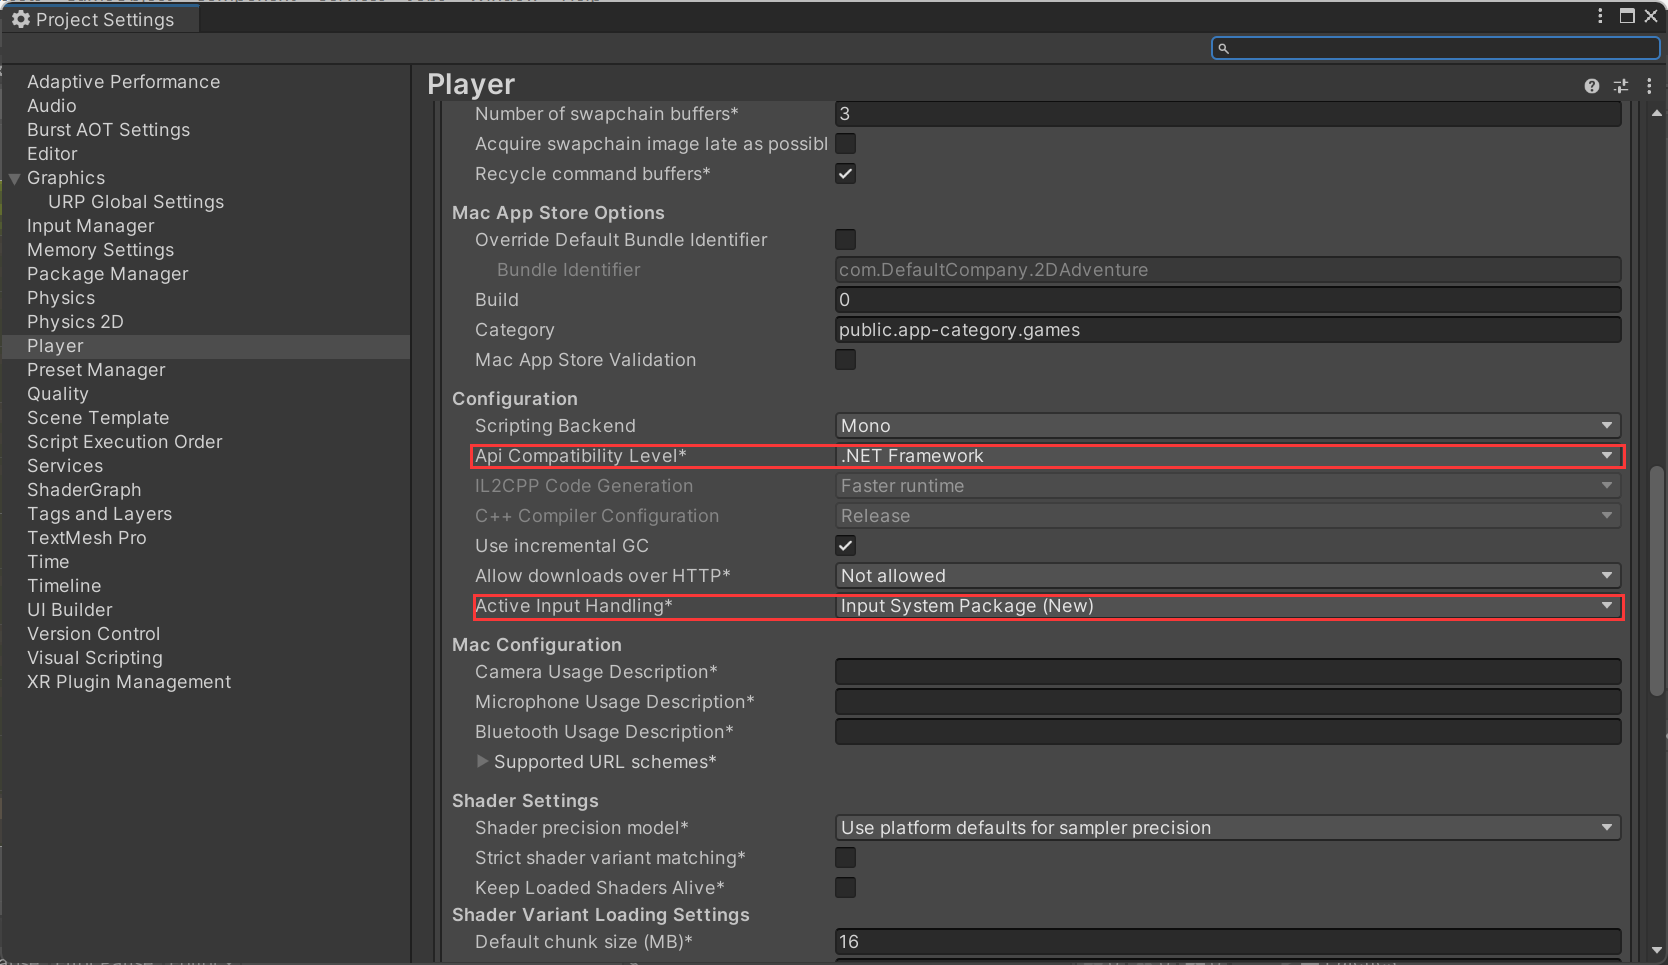 Project Settings
Adaptive Performance
Audio
Burst AOT Settings
Editor
Graphics
URP Global Settings
Input Manager
Memory Settings
Package Manager
Physics
Physics 2D
Player
Preset Manager
Quality
Scene Template
Script Execution Order
Services
ShaderGraph
Tags and Layers
TextMesh Pro
Time
Timeline
UI Builder
Version Control
Visual Scripting
XR Plugin Management
Player
Number of swapchain buffers* 3
Acquire swapchain image late as possibl
Recycle command buffers*
Mac App Store Options
Override Default Bundle Identifier
Bundle Identifier com.DefaultCompany.2DAdventure
Build 0
Category public.app-category.games
Mac App Store Validation
Configuration
Scripting Backend Mono
Api Compatibility Level* .NET Framework
IL2CPP Code Generation Faster runtime
C++ Compiler Configuration Release
Use incremental GC
Allow downloads over HTTP* Not allowed
Active Input Handling* Input System Package (New)
Mac Configuration
Camera Usage Description*
Microphone Usage Description*
Bluetooth Usage Description*
Supported URL schemes*
Shader Settings
Shader precision model* Use platform defaults for sampler precision
Strict shader variant matching*
Keep Loaded Shaders Alive*
Shader Variant Loading Settings
Default chunk size (MB)* 16